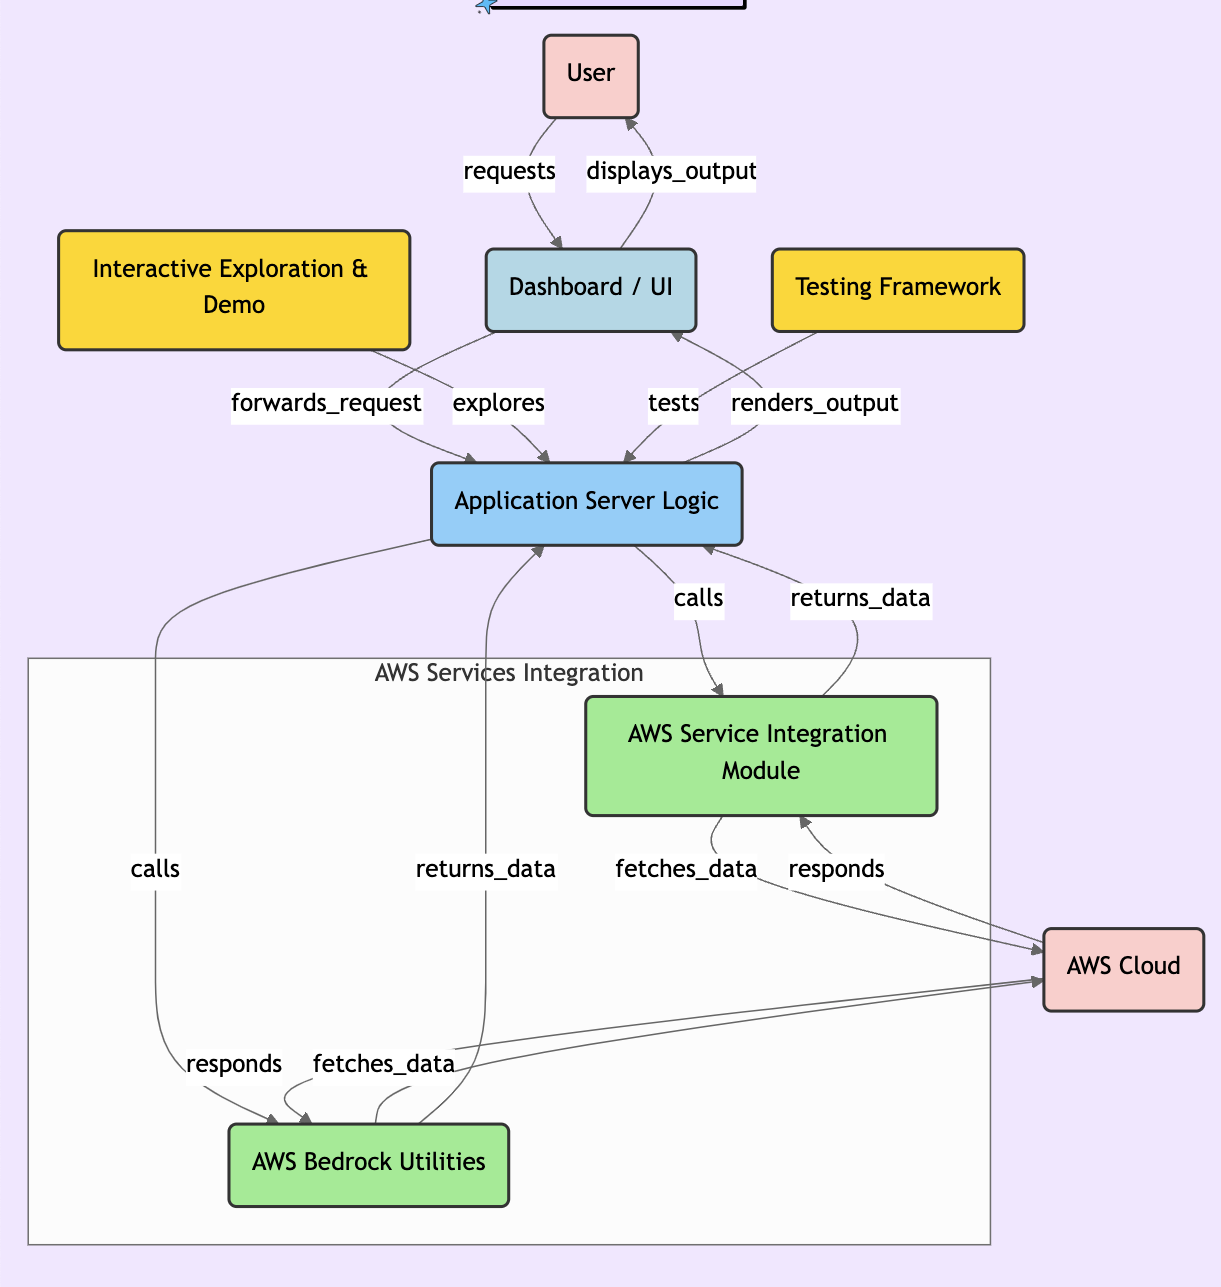 User
requests
displays_output
Interactive Exploration &
Demo
Dashboard / UI
Testing Framework
forwards_request
explores
tests
renders_output
Application Server Logic
calls
returns_data
AWS Services Integration
AWS Service Integration
Module
calls
returns_data
fetches_data
responds
AWS Cloud
responds
fetches_data
AWS Bedrock Utilities